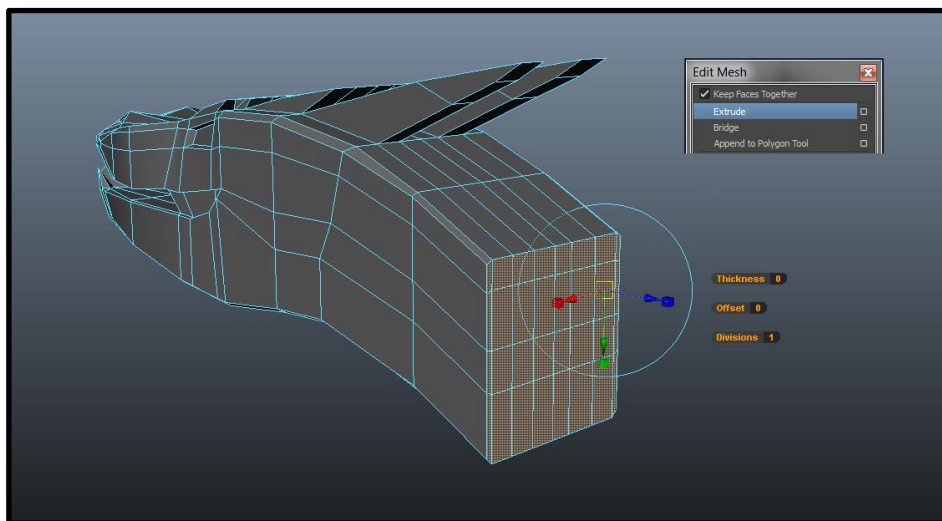 Edit Mesh
Keep Faces Together
Extrude
Bridge
Append to Polygon Tool
Thickness 0
Offset 0
Divisions 1